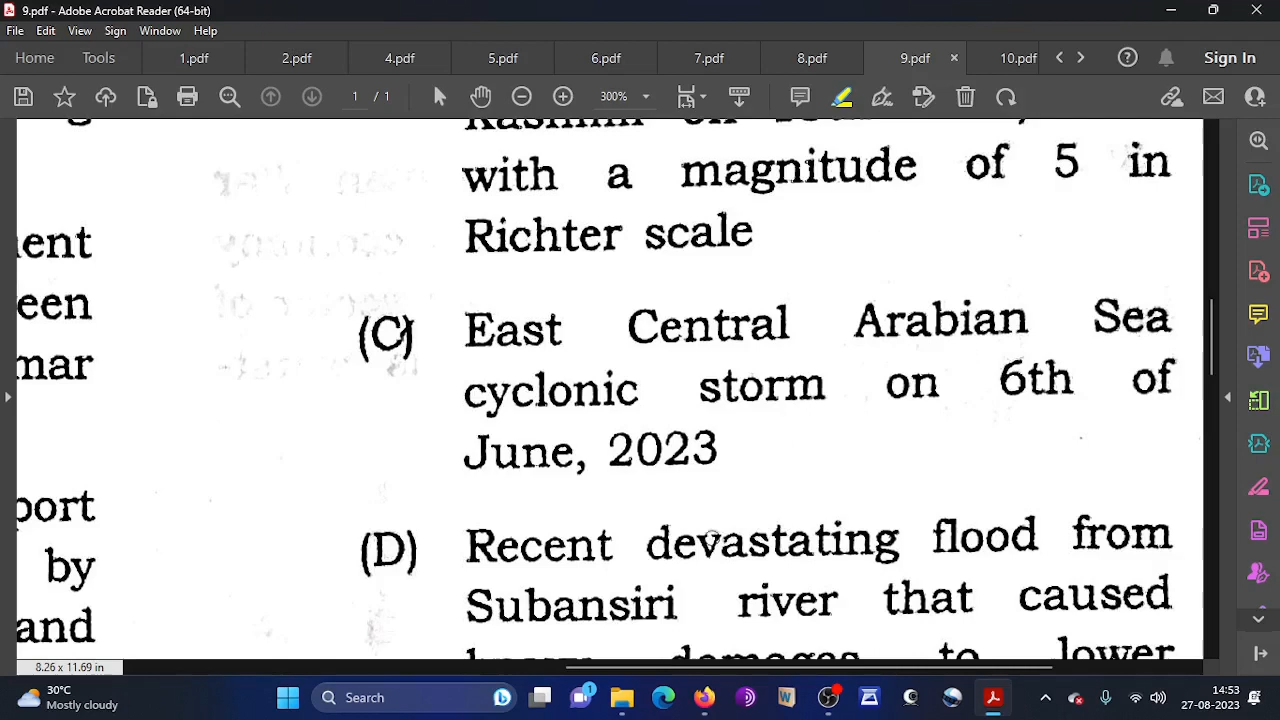 9.pdf - Adobe Acrobat Reader (64-bit)
File Edit View Sign Window Help
Home Tools 1.pdf 2.pdf 4.pdf 5.pdf 6.pdf 7.pdf 8.pdf 9.pdf × 10.pdf Sign In
1 / 1 300%
with a magnitude of 5 in
Richter scale
(C) East Central Arabian Sea
cyclonic storm on 6th of
June, 2023
(D) Recent devastating flood from
Subansiri river that caused
to lower
ent
een
mar
port
by
and
8.26 x 11.69 in
30°C
Mostly cloudy
Search
1
14:53
27-08-2023